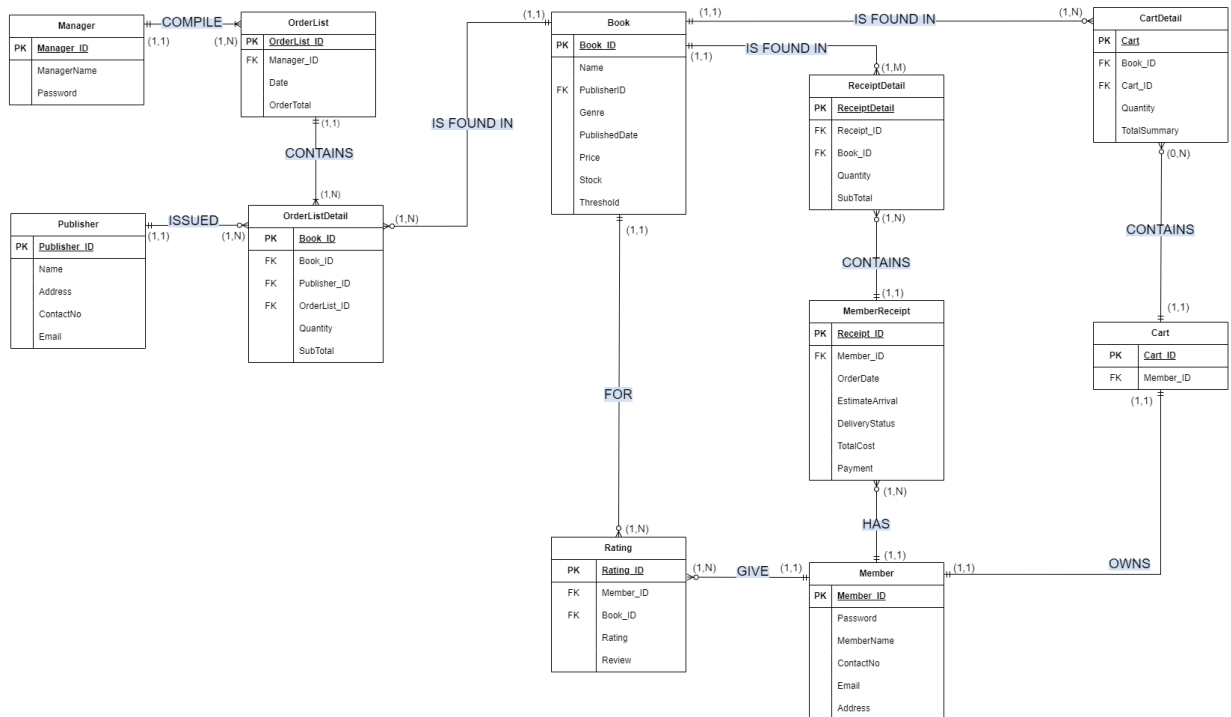 Manager
PK Manager_ID
ManagerName
Password
COMPILE
(1,1)
(1,N)
OrderList
PK OrderList_ID
FK Manager_ID
Date
OrderTotal
(1,1)
CONTAINS
(1,N)
Publisher
PK Publisher_ID
Name
Address
ContactNo
Email
ISSUED
(1,1)
(1,N)
OrderListDetail
PK Book_ID
FK Book_ID
FK Publisher_ID
FK OrderList_ID
Quantity
SubTotal
(1,N)
IS FOUND IN
(1,1)
Book
PK Book_ID
Name
FK PublisherID
Genre
PublishedDate
Price
Stock
Threshold
(1,1)
(1,1)
IS FOUND IN
(1,N)
(1,1)
IS FOUND IN
(1,M)
ReceiptDetail
PK ReceiptDetail
FK Receipt_ID
FK Book_ID
Quantity
SubTotal
(1,N)
CONTAINS
(1,1)
CartDetail
PK Cart
FK Book_ID
FK Cart_ID
Quantity
TotalSummary
(0,N)
CONTAINS
(1,1)
MemberReceipt
PK Receipt_ID
FK Member_ID
OrderDate
EstimateArrival
DeliveryStatus
TotalCost
Payment
(1,N)
HAS
(1,1)
Cart
PK Cart_ID
FK Member_ID
(1,1)
OWNS
(1,1)
FOR
(1,N)
Rating
PK Rating_ID
FK Member_ID
FK Book_ID
Rating
Review
(1,N)
GIVE
(1,1)
Member
PK Member_ID
Password
MemberName
ContactNo
Email
Address